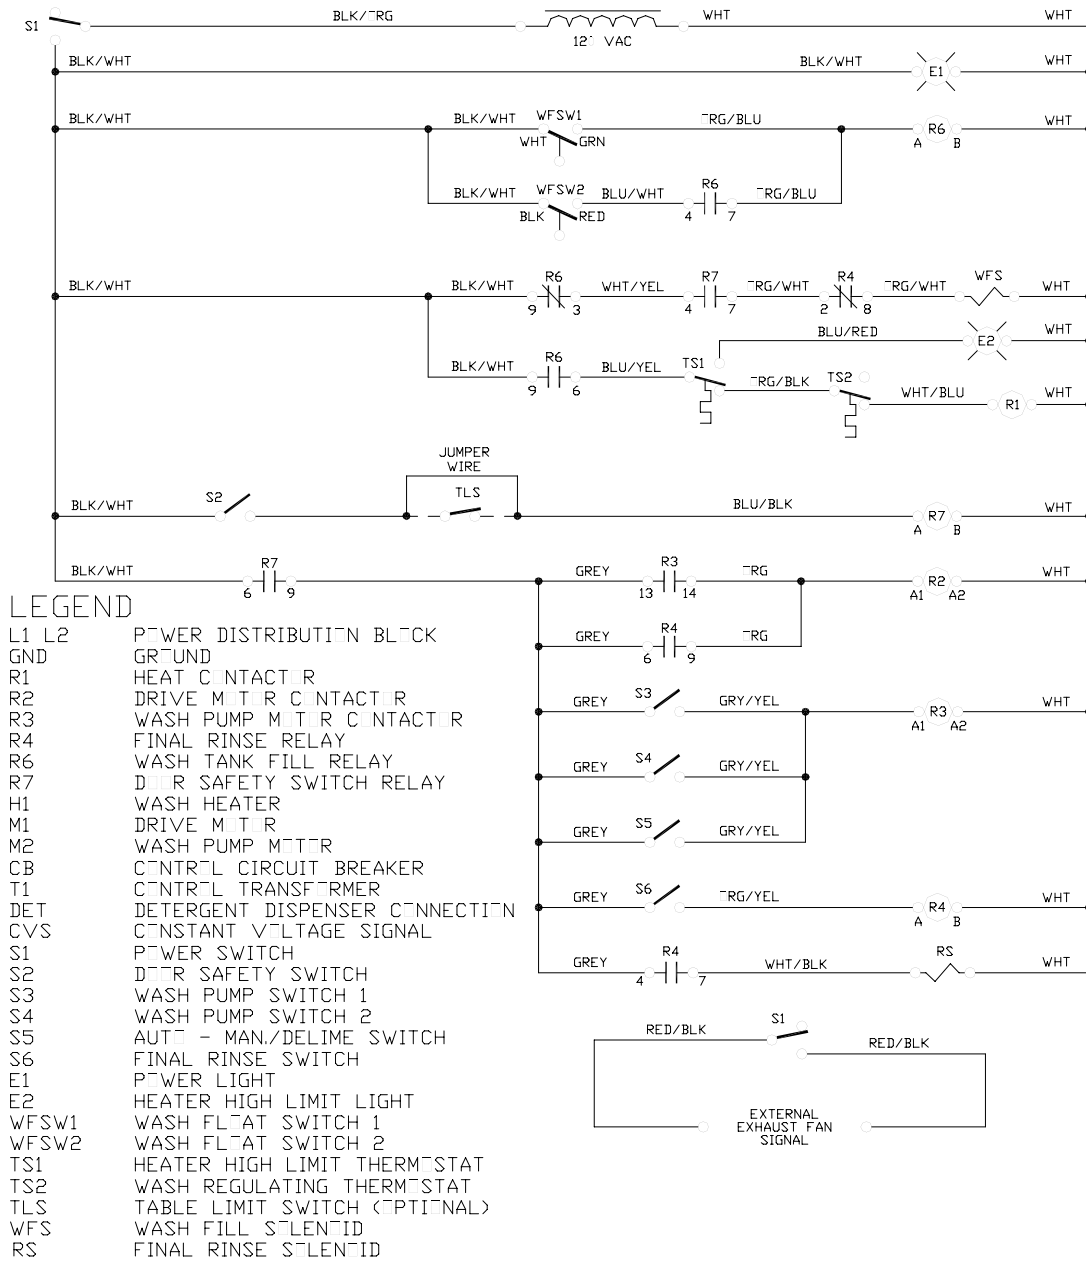 BLK/ORG WHT WHT
S1
120 VAC
BLK/WHT BLK/WHT E1 WHT
BLK/WHT BLK/WHT WFSW1 ORG/BLU R6 WHT
WHT GRN A B
BLK/WHT WFSW2 BLU/WHT R6 ORG/BLU
BLK RED 4 7
BLK/WHT BLK/WHT R6 WHT/YEL R7 ORG/WHT R4 ORG/WHT WFS WHT
9 3 4 7 2 8
BLU/RED E2 WHT
BLK/WHT R6 BLU/YEL TS1 ORG/BLK TS2 WHT/BLU R1 WHT
9 6
JUMPER
WIRE
BLK/WHT S2 TLS BLU/BLK R7 WHT
A B
BLK/WHT R7 GREY R3 ORG R2 WHT
6 9 13 14 A1 A2
GREY R4 ORG
6 9
GREY S3 GRY/YEL R3 WHT
A1 A2
GREY S4 GRY/YEL
GREY S5 GRY/YEL
GREY S6 ORG/YEL R4 WHT
A B
GREY R4 WHT/BLK RS WHT
4 7
RED/BLK S1 RED/BLK
EXTERNAL
EXHAUST FAN
SIGNAL
LEGEND
L1 L2 POWER DISTRIBUTION BLOCK
GND GROUND
R1 HEAT CONTACTOR
R2 DRIVE MOTOR CONTACTOR
R3 WASH PUMP MOTOR CONTACTOR
R4 FINAL RINSE RELAY
R6 WASH TANK FILL RELAY
R7 DOOR SAFETY SWITCH RELAY
H1 WASH HEATER
M1 DRIVE MOTOR
M2 WASH PUMP MOTOR
CB CONTROL CIRCUIT BREAKER
T1 CONTROL TRANSFORMER
DET DETERGENT DISPENSER CONNECTION
CVS CONSTANT VOLTAGE SIGNAL
S1 POWER SWITCH
S2 DOOR SAFETY SWITCH
S3 WASH PUMP SWITCH 1
S4 WASH PUMP SWITCH 2
S5 AUTO - MAN./DELIME SWITCH
S6 FINAL RINSE SWITCH
E1 POWER LIGHT
E2 HEATER HIGH LIMIT LIGHT
WFSW1 WASH FLOAT SWITCH 1
WFSW2 WASH FLOAT SWITCH 2
TS1 HEATER HIGH LIMIT THERMOSTAT
TS2 WASH REGULATING THERMOSTAT
TLS TABLE LIMIT SWITCH (OPTIONAL)
WFS WASH FILL SOLENOID
RS FINAL RINSE SOLENOID